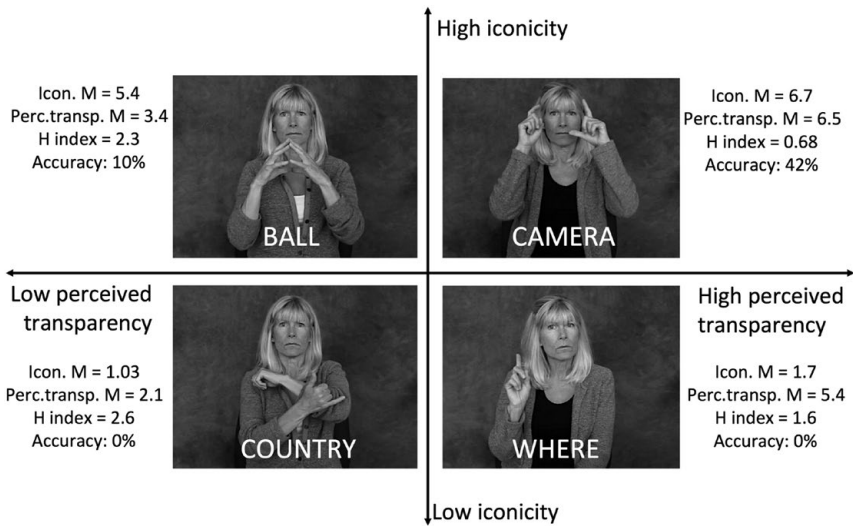 High iconicity
Icon. M = 5.4
Perc.transp. M = 3.4
H index = 2.3
Accuracy: 10%
BALL
Icon. M = 6.7
Perc.transp. M = 6.5
H index = 0.68
Accuracy: 42%
CAMERA
Low perceived
transparency
High perceived
transparency
Icon. M = 1.03
Perc.transp. M = 2.1
H index = 2.6
Accuracy: 0%
COUNTRY
Icon. M = 1.7
Perc.transp. M = 5.4
H index = 1.6
Accuracy: 0%
WHERE
Low iconicity